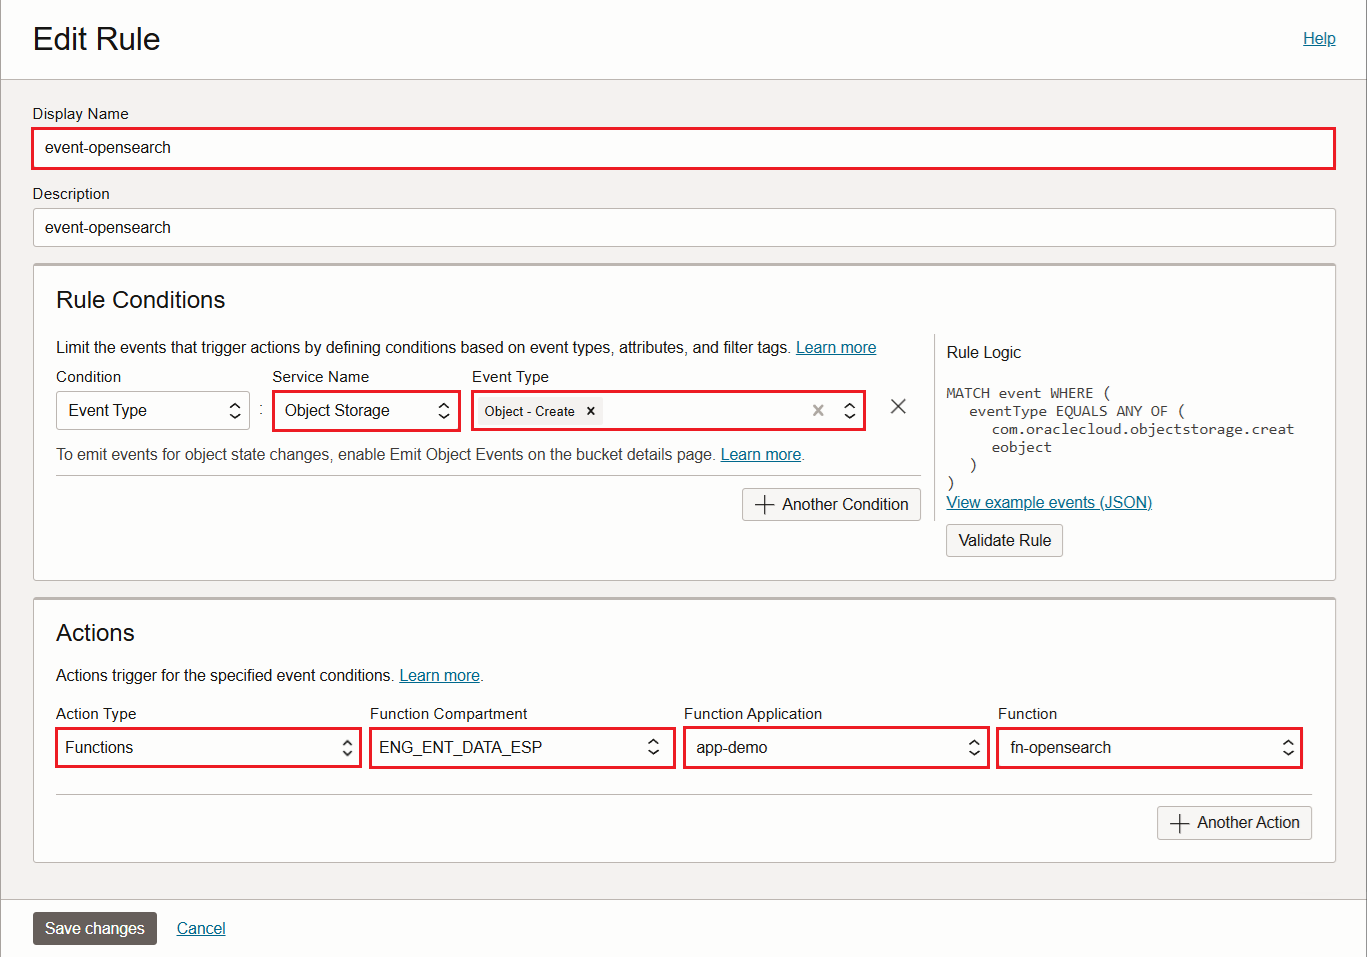 Edit Rule
Help
Display Name
event-opensearch
Description
event-opensearch
Rule Conditions
Limit the events that trigger actions by defining conditions based on event types, attributes, and filter tags. Learn more
Condition
Service Name
Event Type
Event Type
:
Object Storage
Object - Create ×
To emit events for object state changes, enable Emit Object Events on the bucket details page. Learn more.
+ Another Condition
Rule Logic
MATCH event WHERE (
eventType EQUALS ANY OF (
com.oraclecloud.objectstorage.creat
eobject
)
)
View example events (JSON)
Validate Rule
Actions
Actions trigger for the specified event conditions. Learn more.
Action Type
Function Compartment
Function Application
Function
Functions
ENG_ENT_DATA_ESP
app-demo
fn-opensearch
+ Another Action
Save changes
Cancel